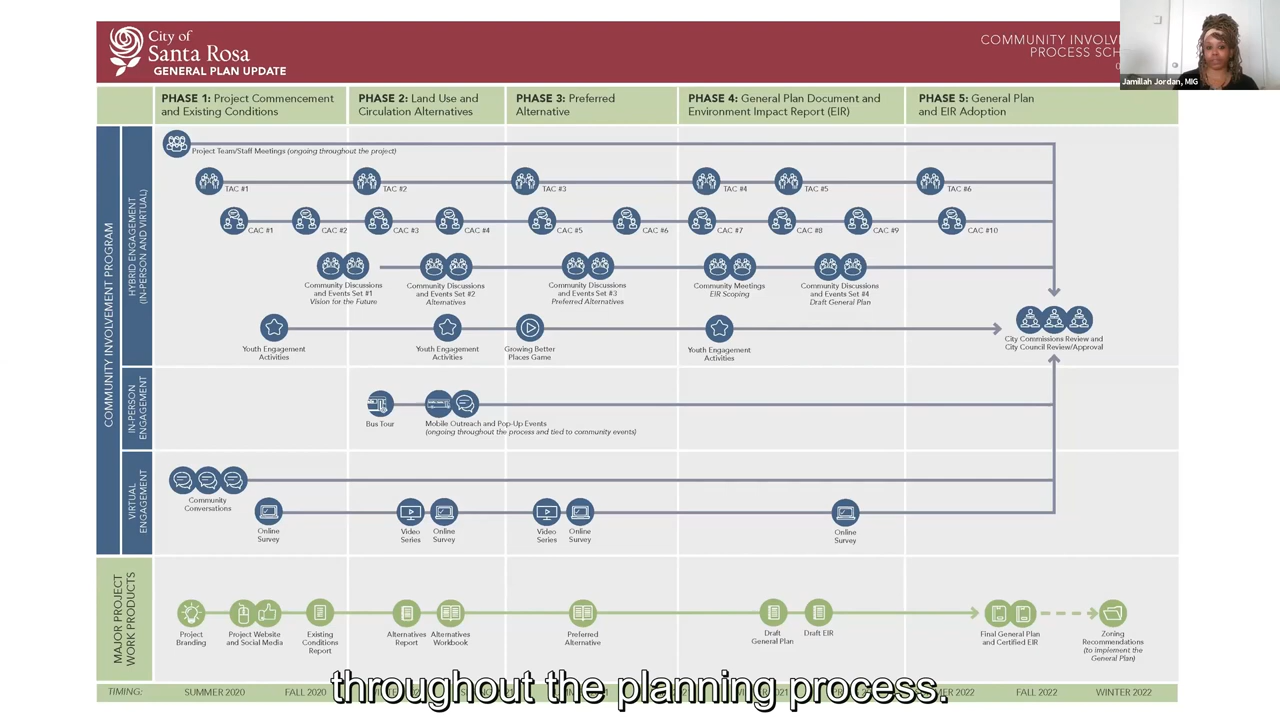 City of
Santa Rosa
GENERAL PLAN UPDATE
COMMUNITY
PROCESS
Jamillah Jordan, MIG
PHASE 1: Project Commencement
and Existing Conditions
PHASE 2: Land Use and
Circulation Alternatives
PHASE 3: Preferred
Alternative
PHASE 4: General Plan Document and
Environment Impact Report (EIR)
PHASE 5: General Plan
and EIR Adoption
COMMUNITY INVOLVEMENT PROGRAM
HYBRID ENGAGEMENT
(IN-PERSON AND VIRTUAL)
Project Team/Staff Meetings (ongoing throughout the project)
TAC #1
TAC #2
TAC #3
TAC #4
TAC #5
TAC #6
CAC #1
CAC #2
CAC #3
CAC #4
CAC #5
CAC #6
CAC #7
CAC #8
CAC #9
CAC #10
Community Discussions
and Events Set #1
Vision for the Future
Community Discussions
and Events Set #2
Alternatives
Community Discussions
and Events Set #3
Preferred Alternatives
Community Meetings
EIR Scoping
Community Discussions
and Events Set #4
Draft General Plan
Youth Engagement
Activities
Youth Engagement
Activities
Growing Better
Places Game
Youth Engagement
Activities
City Commissions Review and
City Council Review/Approval
IN-PERSON
ENGAGEMENT
Bus Tour
Mobile Outreach and Pop-Up Events
(ongoing throughout the process and tied to community events)
VIRTUAL
ENGAGEMENT
Community
Conversations
Online
Survey
Video
Series
Online
Survey
Video
Series
Online
Survey
Online
Survey
MAJOR PROJECT
WORK PRODUCTS
Project
Branding
Project Website
and Social Media
Existing
Conditions
Report
Alternatives
Report
Alternatives
Workbook
Preferred
Alternative
Draft
General Plan
Draft EIR
Final General Plan
and Certified EIR
Zoning
Recommendations
(to implement the
General Plan)
throughout the planning process.
TIMING:
SUMMER 2020
FALL 2020
2022
FALL 2022
WINTER 2022